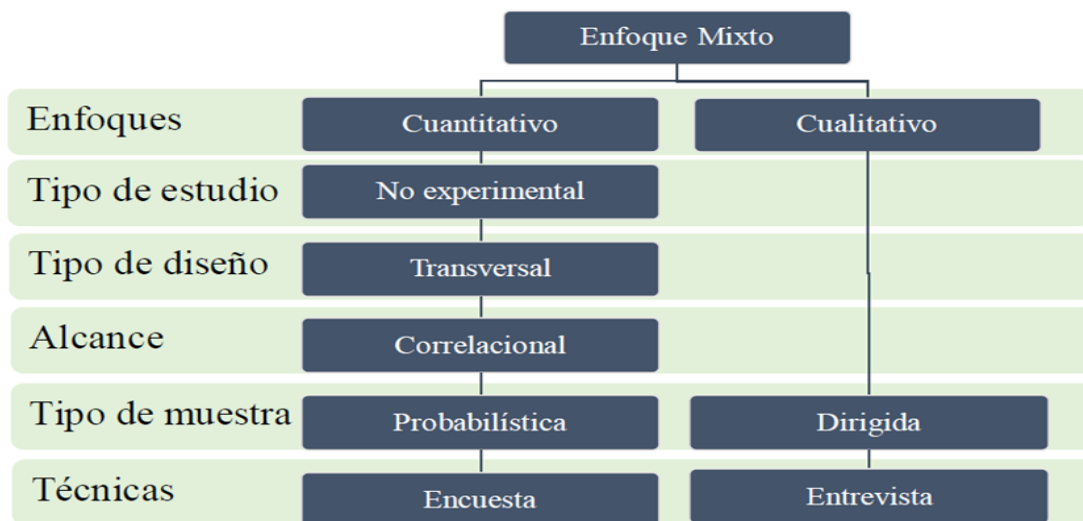 Enfoque Mixto
Enfoques
Cuantitativo
Cualitativo
Tipo de estudio
No experimental
Tipo de diseño
Transversal
Alcance
Correlacional
Tipo de muestra
Probabilística
Dirigida
Técnicas
Encuesta
Entrevista